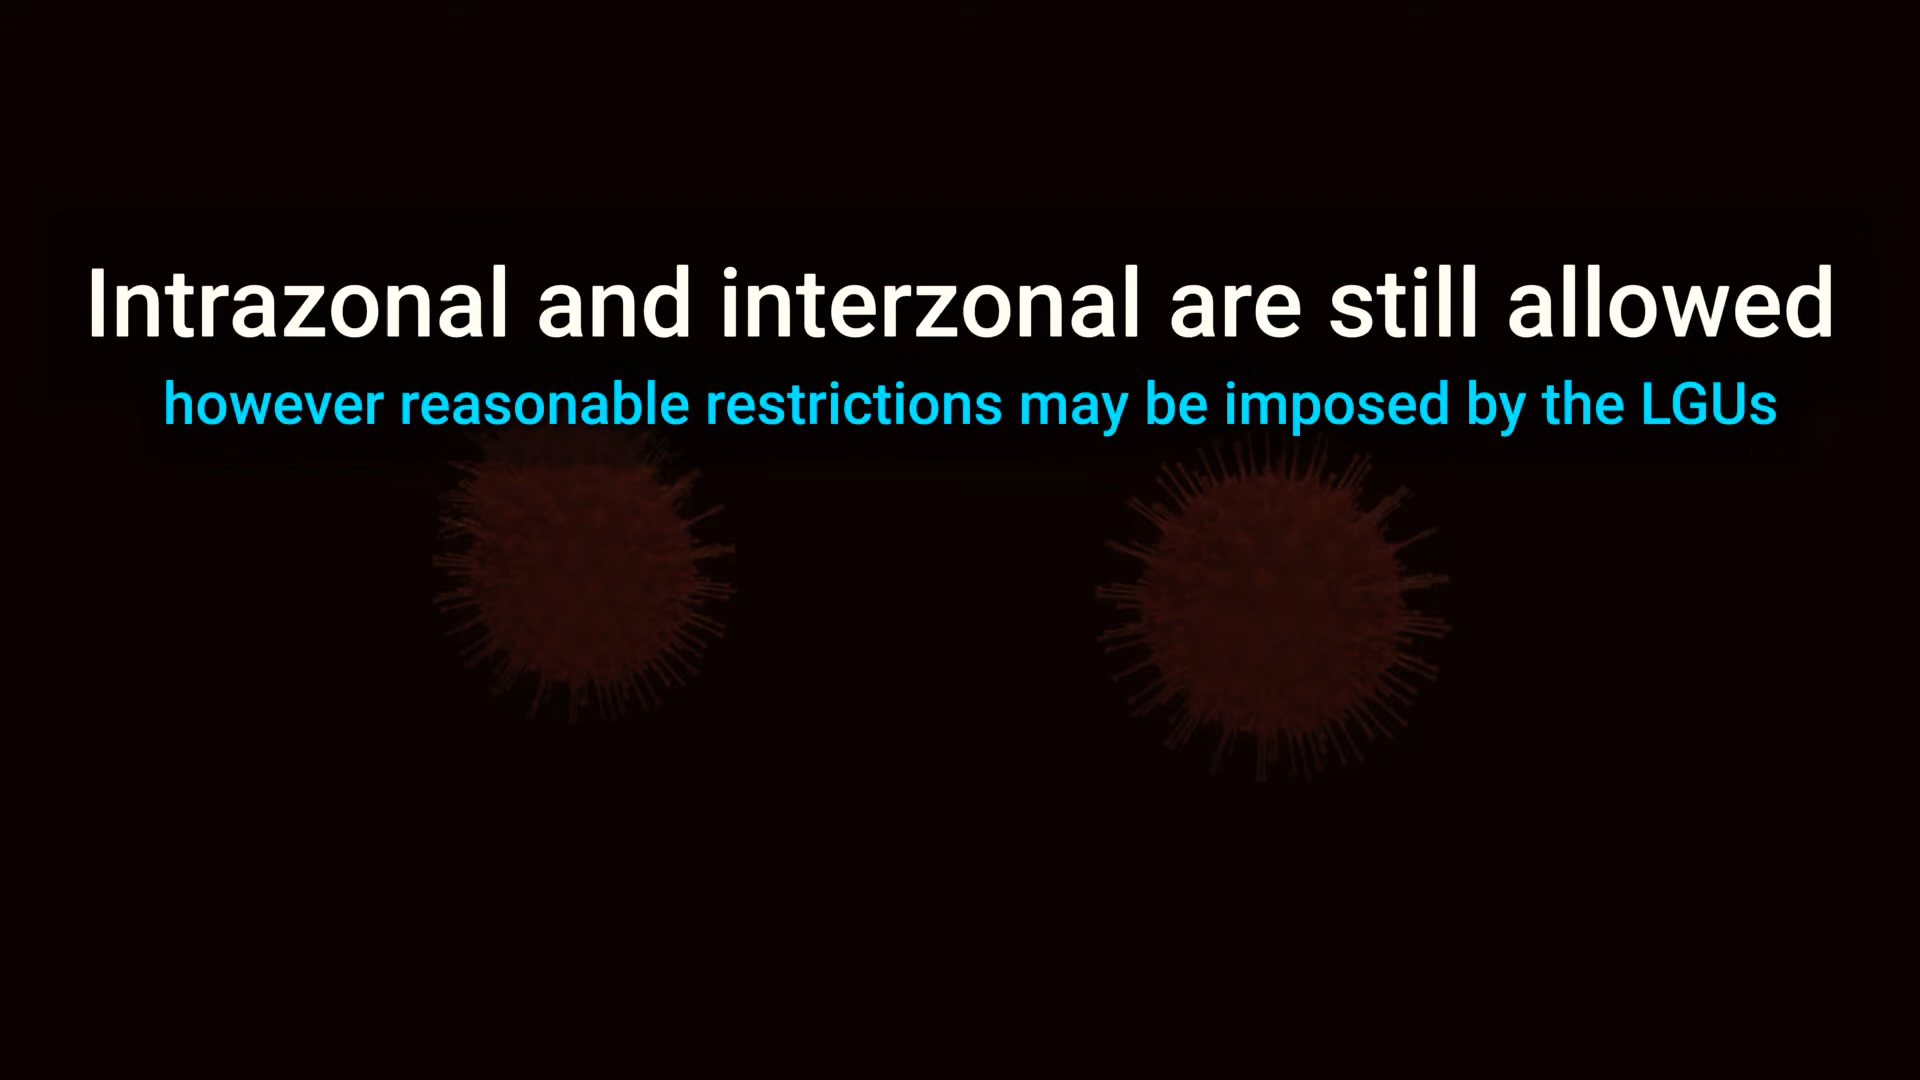 Intrazonal and interzonal are still allowed
however reasonable restrictions may be imposed by the LGUs